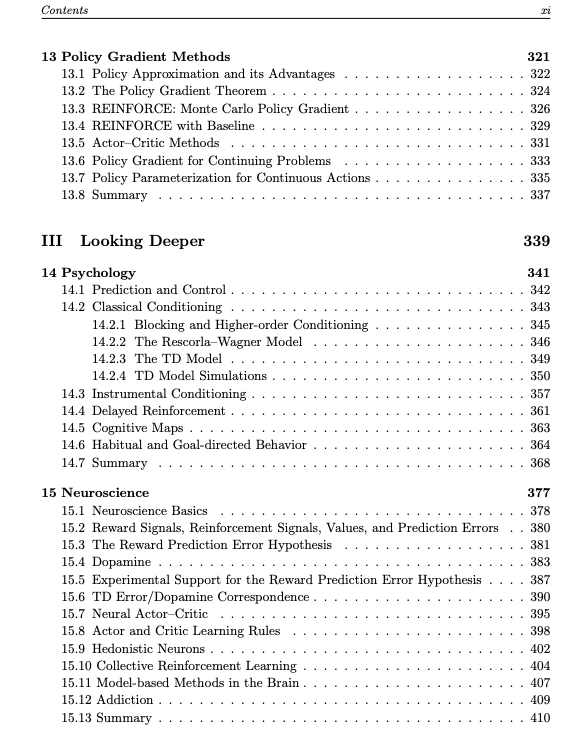 Contents xi
13 Policy Gradient Methods 321
13.1 Policy Approximation and its Advantages . . . . . . . . . . . . . . . . . . 322
13.2 The Policy Gradient Theorem . . . . . . . . . . . . . . . . . . . . . . . . . 324
13.3 REINFORCE: Monte Carlo Policy Gradient . . . . . . . . . . . . . . . . . 326
13.4 REINFORCE with Baseline . . . . . . . . . . . . . . . . . . . . . . . . . . 329
13.5 Actor–Critic Methods . . . . . . . . . . . . . . . . . . . . . . . . . . . . 331
13.6 Policy Gradient for Continuing Problems . . . . . . . . . . . . . . . . . . 333
13.7 Policy Parameterization for Continuous Actions . . . . . . . . . . . . . . . 335
13.8 Summary . . . . . . . . . . . . . . . . . . . . . . . . . . . . . . . . . . 337
III Looking Deeper 339
14 Psychology 341
14.1 Prediction and Control . . . . . . . . . . . . . . . . . . . . . . . . . . . . 342
14.2 Classical Conditioning . . . . . . . . . . . . . . . . . . . . . . . . . . . . 343
14.2.1 Blocking and Higher-order Conditioning . . . . . . . . . . . . . . . 345
14.2.2 The Rescorla–Wagner Model . . . . . . . . . . . . . . . . . . . . 346
14.2.3 The TD Model . . . . . . . . . . . . . . . . . . . . . . . . . . . 349
14.2.4 TD Model Simulations . . . . . . . . . . . . . . . . . . . . . . . . 350
14.3 Instrumental Conditioning . . . . . . . . . . . . . . . . . . . . . . . . . . 357
14.4 Delayed Reinforcement . . . . . . . . . . . . . . . . . . . . . . . . . . . . 361
14.5 Cognitive Maps . . . . . . . . . . . . . . . . . . . . . . . . . . . . . . . . 363
14.6 Habitual and Goal-directed Behavior . . . . . . . . . . . . . . . . . . . . . 364
14.7 Summary . . . . . . . . . . . . . . . . . . . . . . . . . . . . . . . . . . 368
15 Neuroscience 377
15.1 Neuroscience Basics . . . . . . . . . . . . . . . . . . . . . . . . . . . . . 378
15.2 Reward Signals, Reinforcement Signals, Values, and Prediction Errors . . 380
15.3 The Reward Prediction Error Hypothesis . . . . . . . . . . . . . . . . . . 381
15.4 Dopamine . . . . . . . . . . . . . . . . . . . . . . . . . . . . . . . . . . 383
15.5 Experimental Support for the Reward Prediction Error Hypothesis . . . . 387
15.6 TD Error/Dopamine Correspondence . . . . . . . . . . . . . . . . . . . . . 390
15.7 Neural Actor–Critic . . . . . . . . . . . . . . . . . . . . . . . . . . . . . 395
15.8 Actor and Critic Learning Rules . . . . . . . . . . . . . . . . . . . . . . 398
15.9 Hedonistic Neurons . . . . . . . . . . . . . . . . . . . . . . . . . . . . . . 402
15.10 Collective Reinforcement Learning . . . . . . . . . . . . . . . . . . . . . 404
15.11 Model-based Methods in the Brain . . . . . . . . . . . . . . . . . . . . . . 407
15.12 Addiction . . . . . . . . . . . . . . . . . . . . . . . . . . . . . . . . . . 409
15.13 Summary . . . . . . . . . . . . . . . . . . . . . . . . . . . . . . . . . . 410